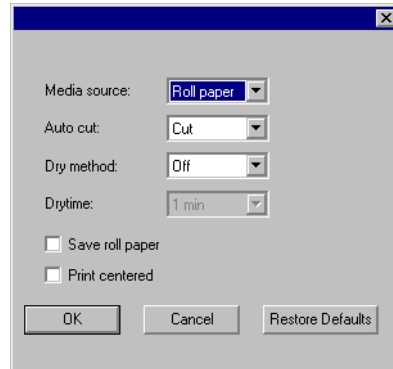 Media source: Roll paper
Auto cut: Cut
Dry method: Off
Drytime: 1 min
Save roll paper
Print centered
OK Cancel Restore Defaults